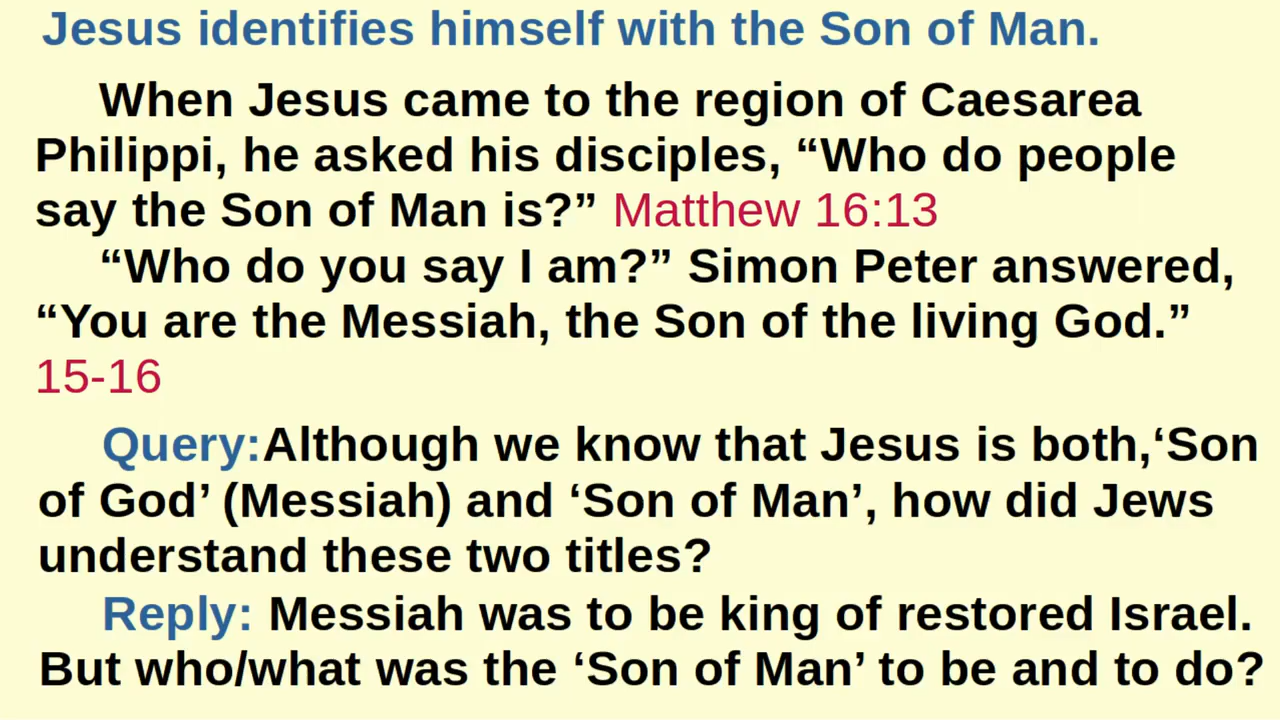 Jesus identifies himself with the Son of Man.
When Jesus came to the region of Caesarea
Philippi, he asked his disciples, “Who do people
say the Son of Man is?” Matthew 16:13
“Who do you say I am?” Simon Peter answered,
“You are the Messiah, the Son of the living God.”
15-16
Query:Although we know that Jesus is both,‘Son
of God’ (Messiah) and ‘Son of Man’, how did Jews
understand these two titles?
Reply: Messiah was to be king of restored Israel.
But who/what was the ‘Son of Man’ to be and to do?